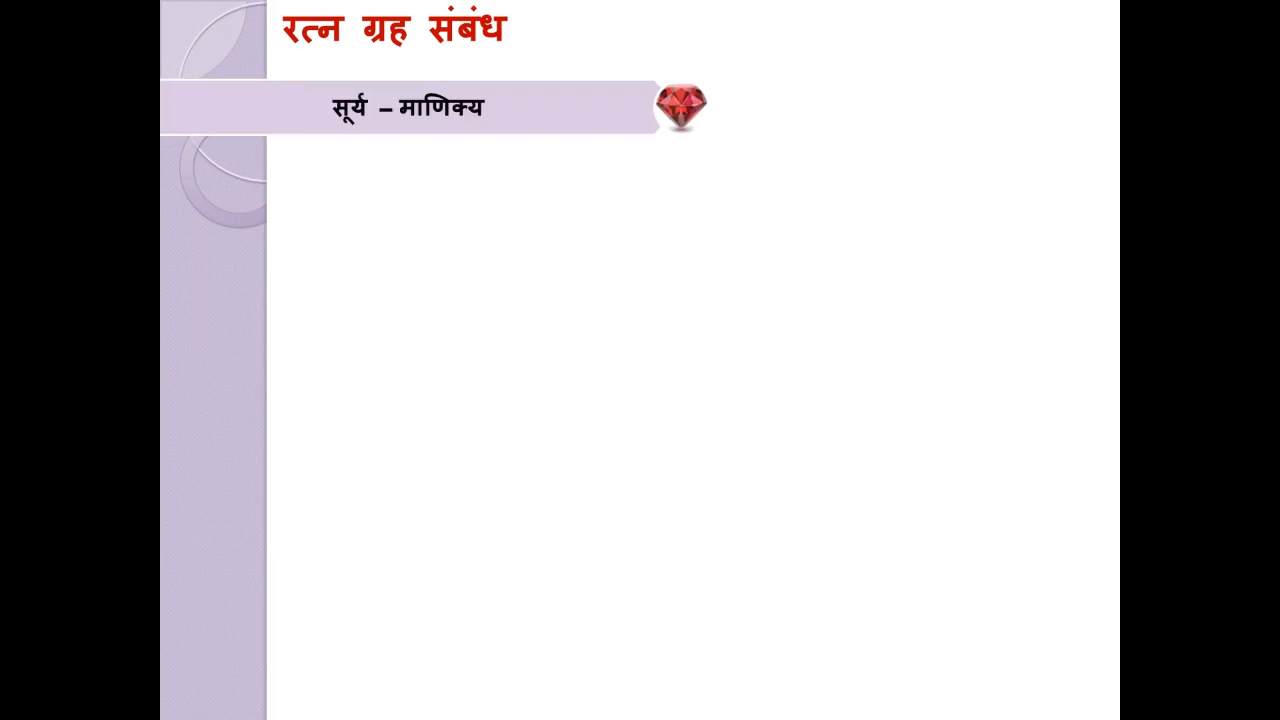 रत्न ग्रह संबंध
सूर्य – माणिक्य